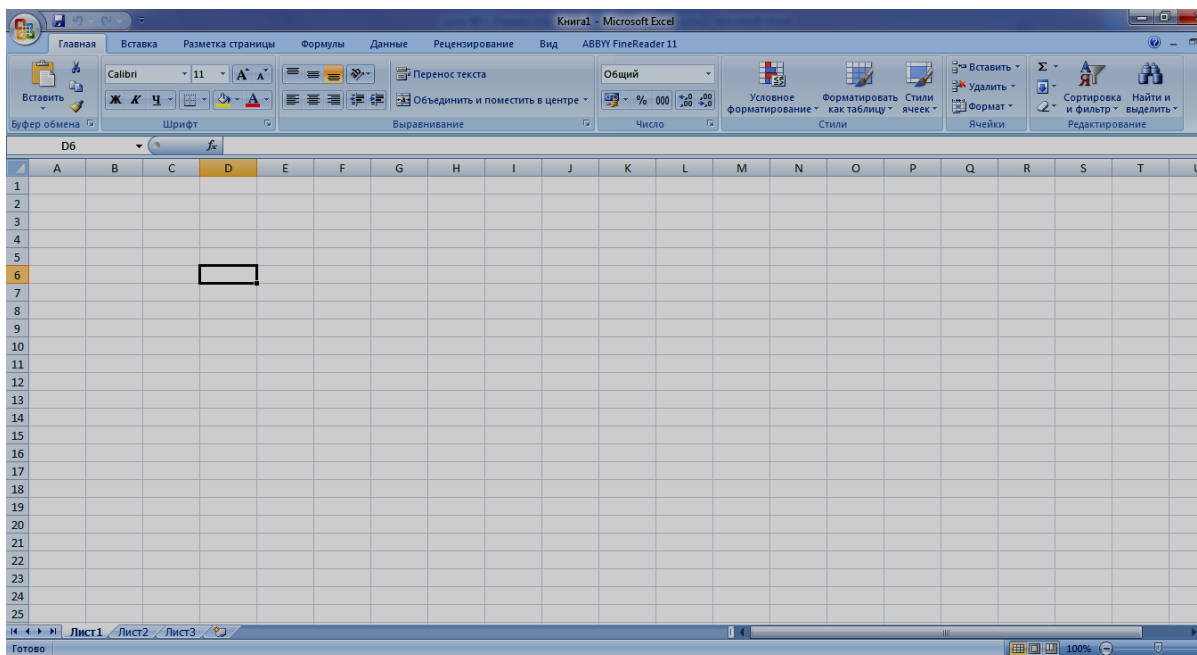 Книга1 - Microsoft Excel
Главная Вставка Разметка страницы Формулы Данные Рецензирование Вид ABBYY FineReader 11
Вставить
Буфер обмена
Calibri 11
Ж К Ч
Шрифт
Перенос текста
Объединить и поместить в центре
Выравнивание
Общий
% 000
Число
Условное форматирование
Форматировать как таблицу
Стили ячеек
Стили
Вставить
Удалить
Формат
Ячейки
Σ
Сортировка и фильтр
Найти и выделить
Редактирование
D6 fx
A B C D E F G H I J K L M N O P Q R S T
1
2
3
4
5
6
7
8
9
10
11
12
13
14
15
16
17
18
19
20
21
22
23
24
25
Лист1 Лист2 Лист3
Готово 100%